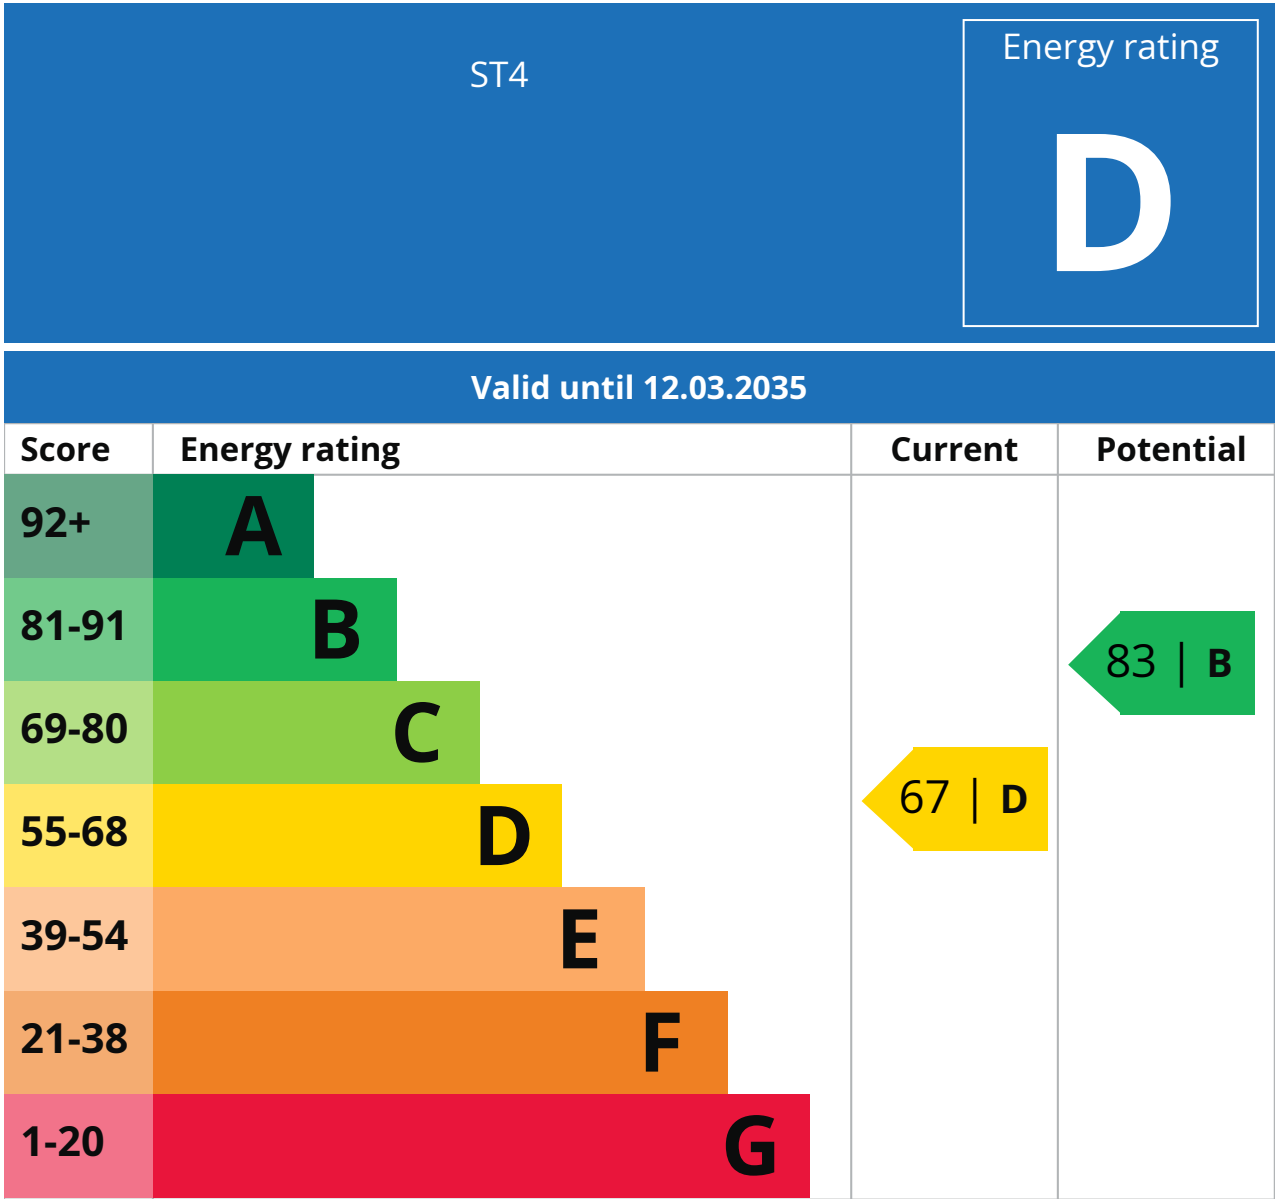 ST4
Energy rating
D
Valid until 12.03.2035
Score Energy rating Current Potential
92+ A
81-91 B
83 | B
69-80 C
67 | D
55-68 D
39-54 E
21-38 F
1-20 G